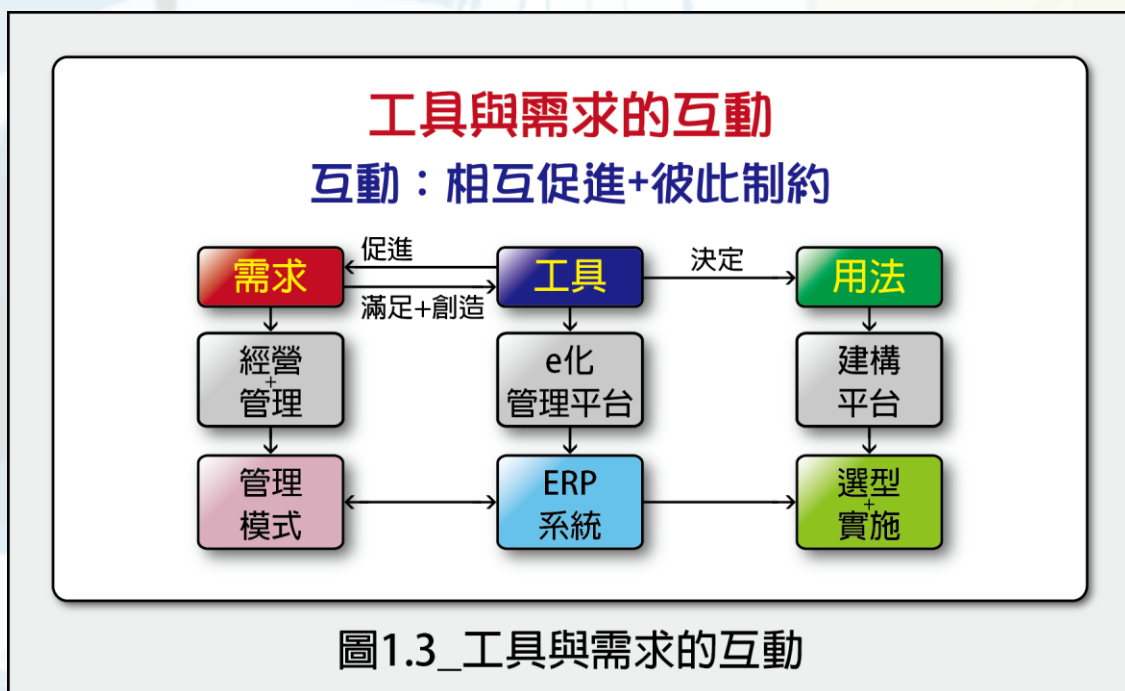 工具與需求的互動
互動：相互促進+彼此制約
需求
促進
滿足+創造
工具
決定
用法
經營
+
管理
e化
管理平台
建構
平台
管理
模式
ERP
系統
選型
+
實施
圖1.3_工具與需求的互動